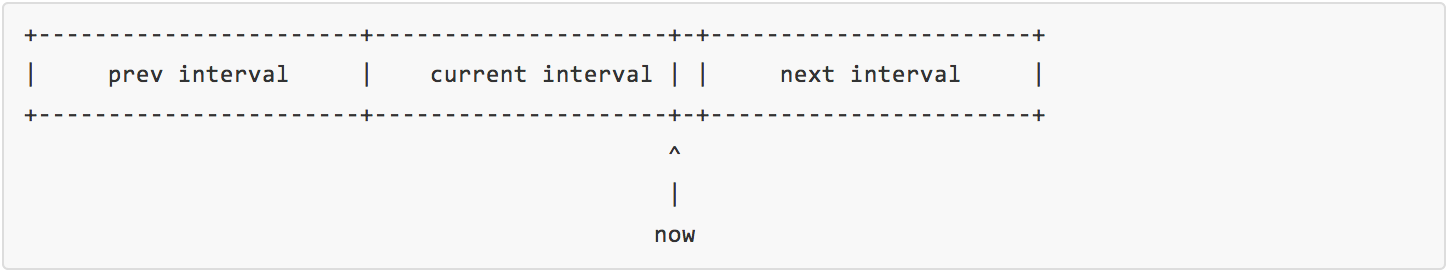 +-----------------------+---------------------+-+-----------------------+
|     prev interval     |    current interval | |     next interval     |
+-----------------------+---------------------+-+-----------------------+
                                              ^
                                              |
                                             now